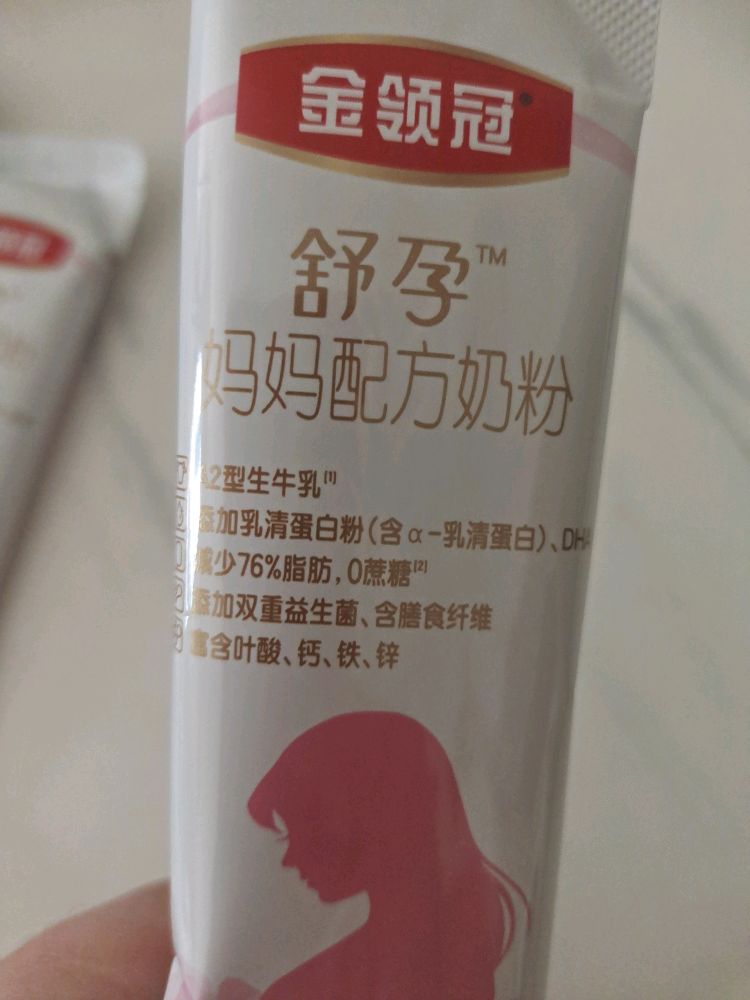 金领冠®
舒孕™
妈妈配方奶粉
A2型生牛乳[1]
添加乳清蛋白粉(含α-乳清蛋白)、DHA
减少76%脂肪,0蔗糖[2]
添加双重益生菌、含膳食纤维
富含叶酸、钙、铁、锌